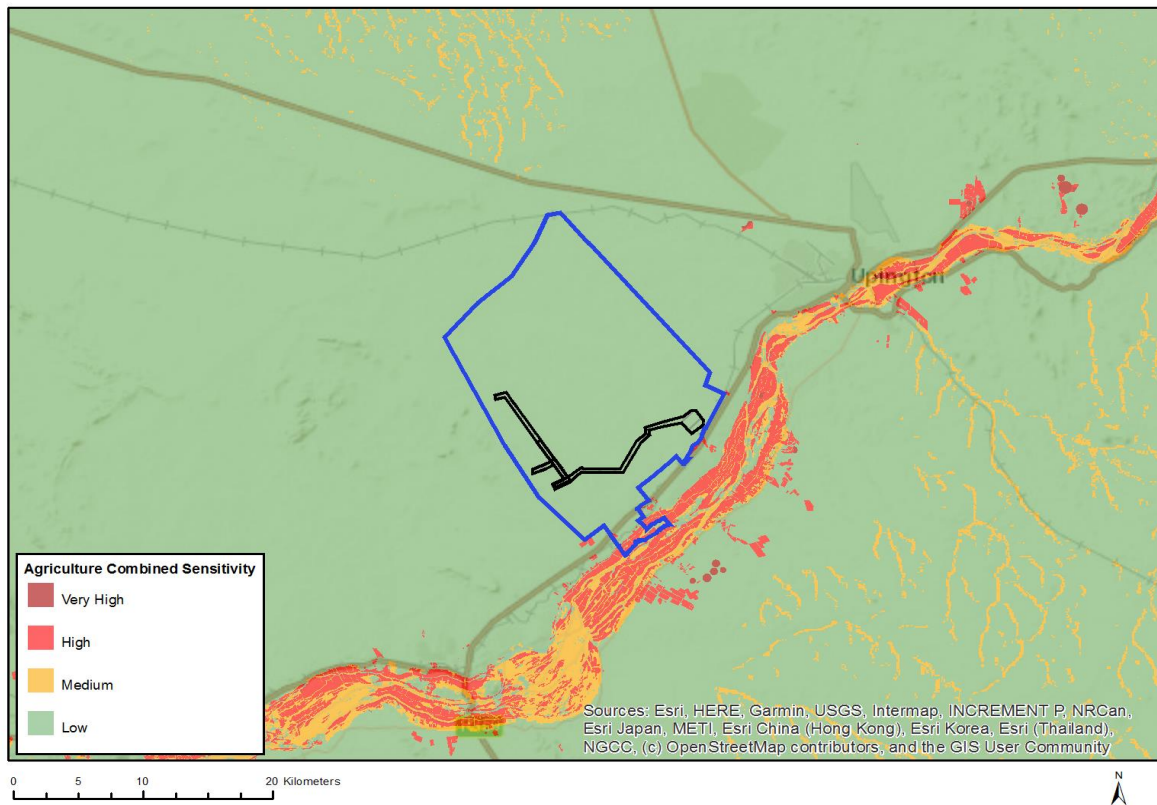 Upington
Agriculture Combined Sensitivity
Very High
High
Medium
Low
Sources: Esri, HERE, Garmin, USGS, Intermap, INCREMENT P, NRCan,
Esri Japan, METI, Esri China (Hong Kong), Esri Korea, Esri (Thailand),
NGCC, (c) OpenStreetMap contributors, and the GIS User Community
0 5 10 20 Kilometers
N